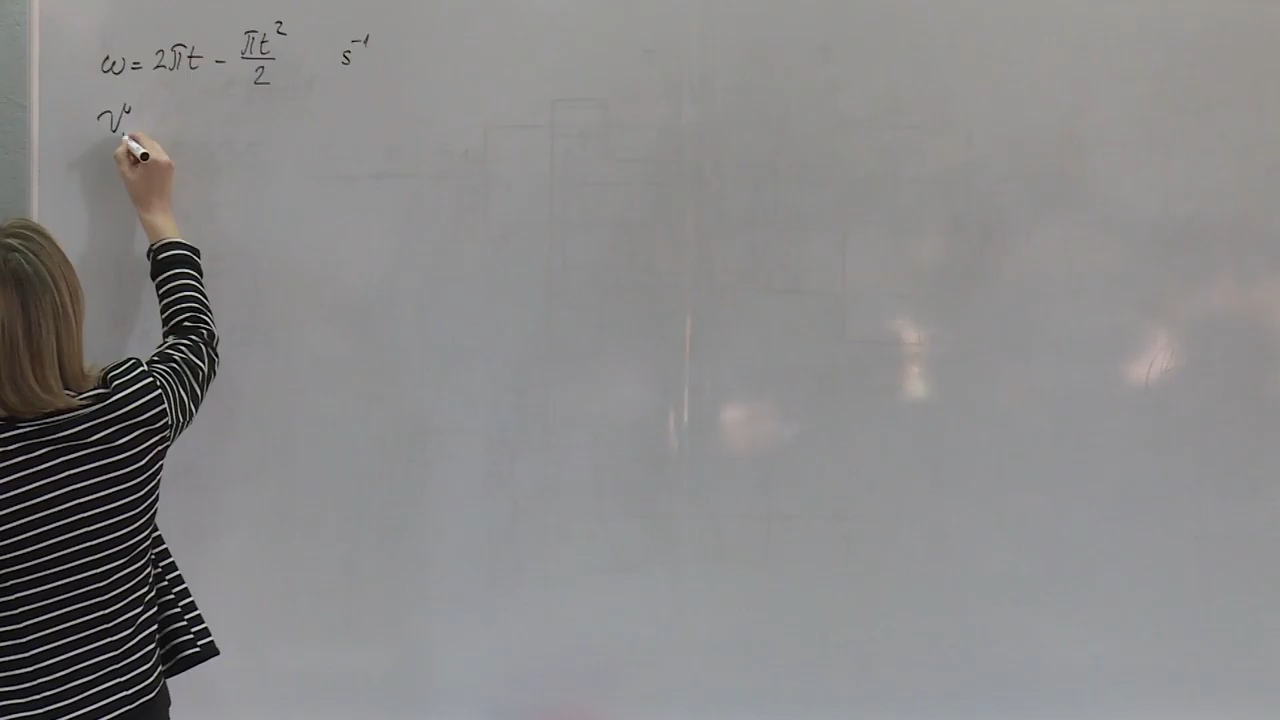 ω = 2πt - πt²/2 s⁻¹
v